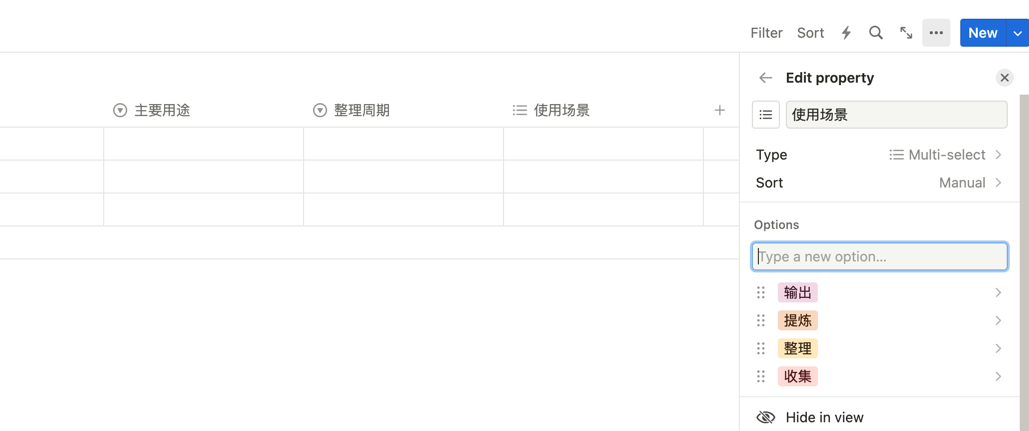 Filter Sort New
Edit property
主要用途 整理周期 使用场景
使用场景
Type Multi-select
Sort Manual
Options
Type a new option...
输出
提炼
整理
收集
Hide in view